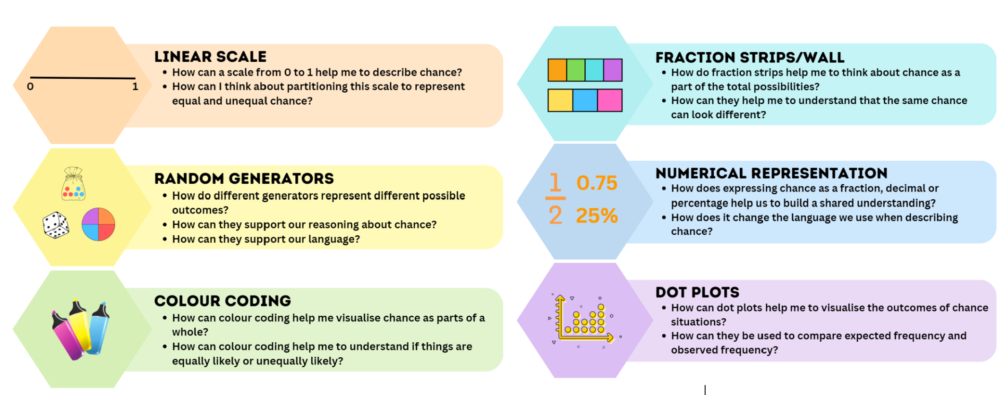 LINEAR SCALE
• How can a scale from 0 to 1 help me to describe chance?
• How can I think about partitioning this scale to represent
equal and unequal chance?
0 1
RANDOM GENERATORS
• How do different generators represent different possible
outcomes?
• How can they support our reasoning about chance?
• How can they support our language?
COLOUR CODING
• How can colour coding help me visualise chance as parts of a
whole?
• How can colour coding help me to understand if things are
equally likely or unequally likely?
FRACTION STRIPS/WALL
• How do fraction strips help me to think about chance as a
part of the total possibilities?
• How can they help me to understand that the same chance
can look different?
1/2 0.75
25%
NUMERICAL REPRESENTATION
• How does expressing chance as a fraction, decimal or
percentage help us to build a shared understanding?
• How does it change the language we use when describing
chance?
DOT PLOTS
• How can dot plots help me to visualise the outcomes of chance
situations?
• How can they be used to compare expected frequency and
observed frequency?